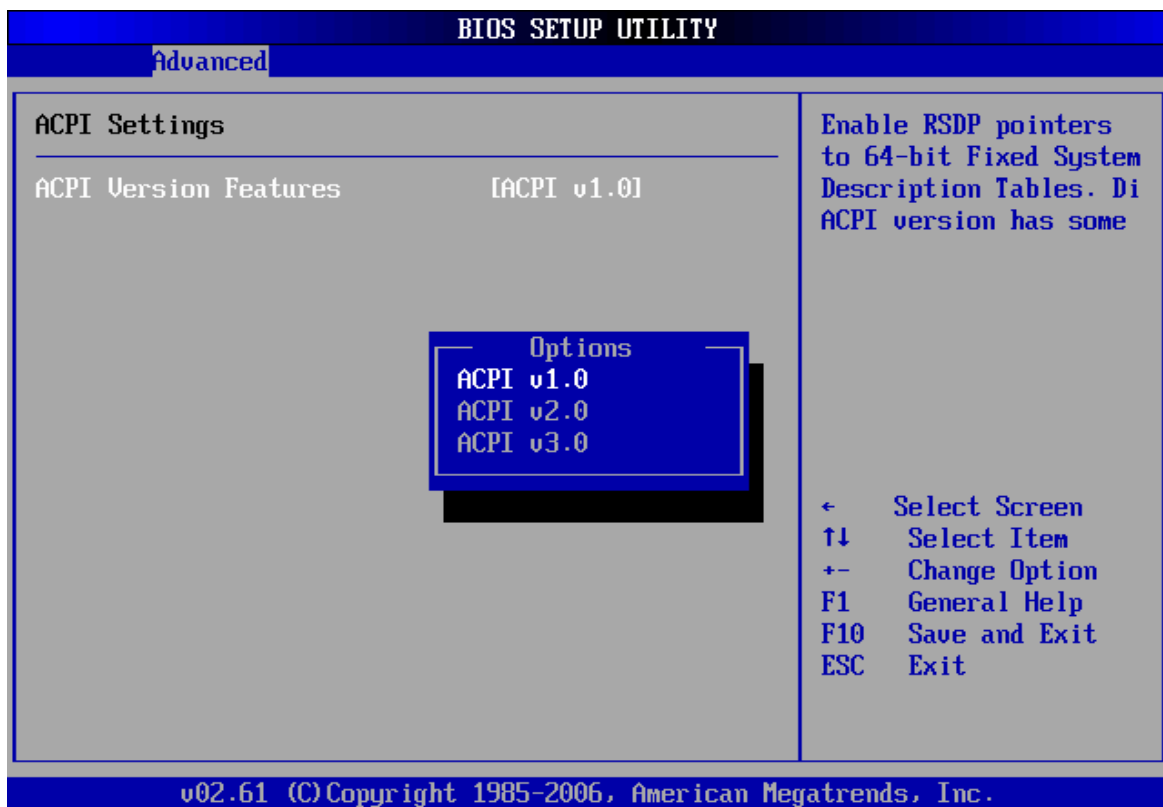 BIOS SETUP UTILITY
Advanced
ACPI Settings
ACPI Version Features [ACPI v1.0]
Options
ACPI v1.0
ACPI v2.0
ACPI v3.0
Enable RSDP pointers
to 64-bit Fixed System
Description Tables. Di
ACPI version has some
← Select Screen
↑↓ Select Item
+- Change Option
F1 General Help
F10 Save and Exit
ESC Exit
v02.61 (C)Copyright 1985-2006, American Megatrends, Inc.